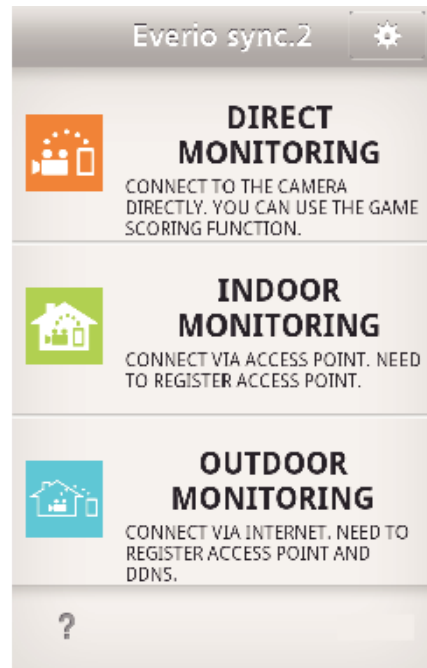 Everio sync.2
DIRECT
MONITORING
CONNECT TO THE CAMERA
DIRECTLY. YOU CAN USE THE GAME
SCORING FUNCTION.
INDOOR
MONITORING
CONNECT VIA ACCESS POINT. NEED
TO REGISTER ACCESS POINT.
OUTDOOR
MONITORING
CONNECT VIA INTERNET. NEED TO
REGISTER ACCESS POINT AND
DDNS.
?